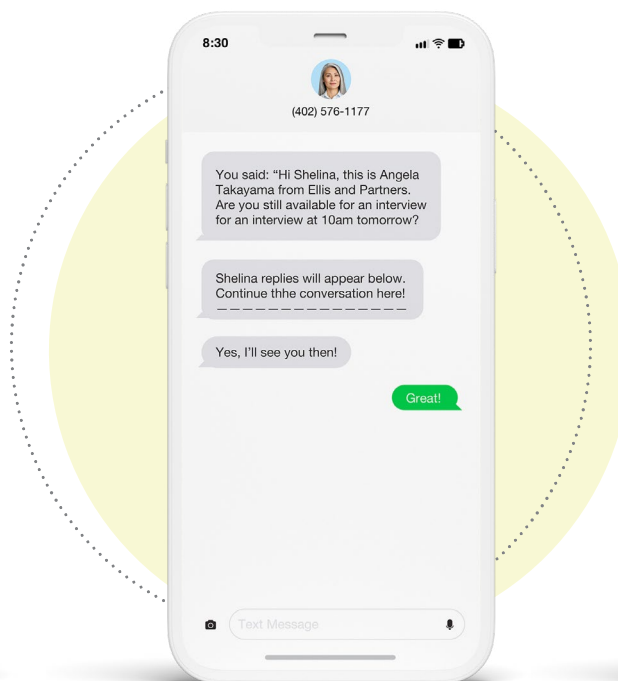 8:30
(402) 576-1177
You said: “Hi Shelina, this is Angela
Takayama from Ellis and Partners.
Are you still available for an interview
for an interview at 10am tomorrow?
Shelina replies will appear below.
Continue thhe conversation here!
— — — — — — — — — — — — — — —
Yes, I’ll see you then!
Great!
Text Message